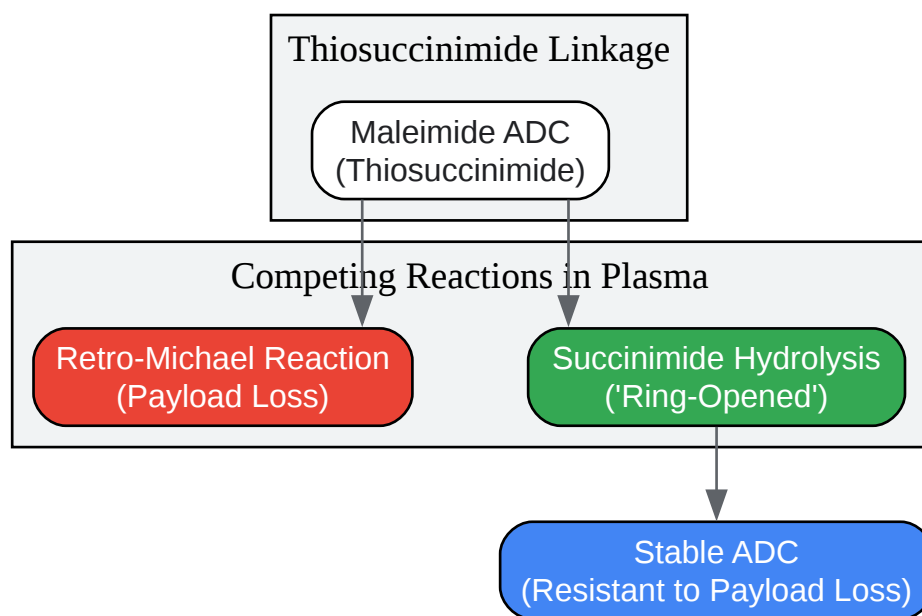 Thiosuccinimide Linkage
Maleimide ADC
(Thiosuccinimide)
Competing Reactions in Plasma
Retro-Michael Reaction
(Payload Loss)
Succinimide Hydrolysis
('Ring-Opened')
Stable ADC
(Resistant to Payload Loss)